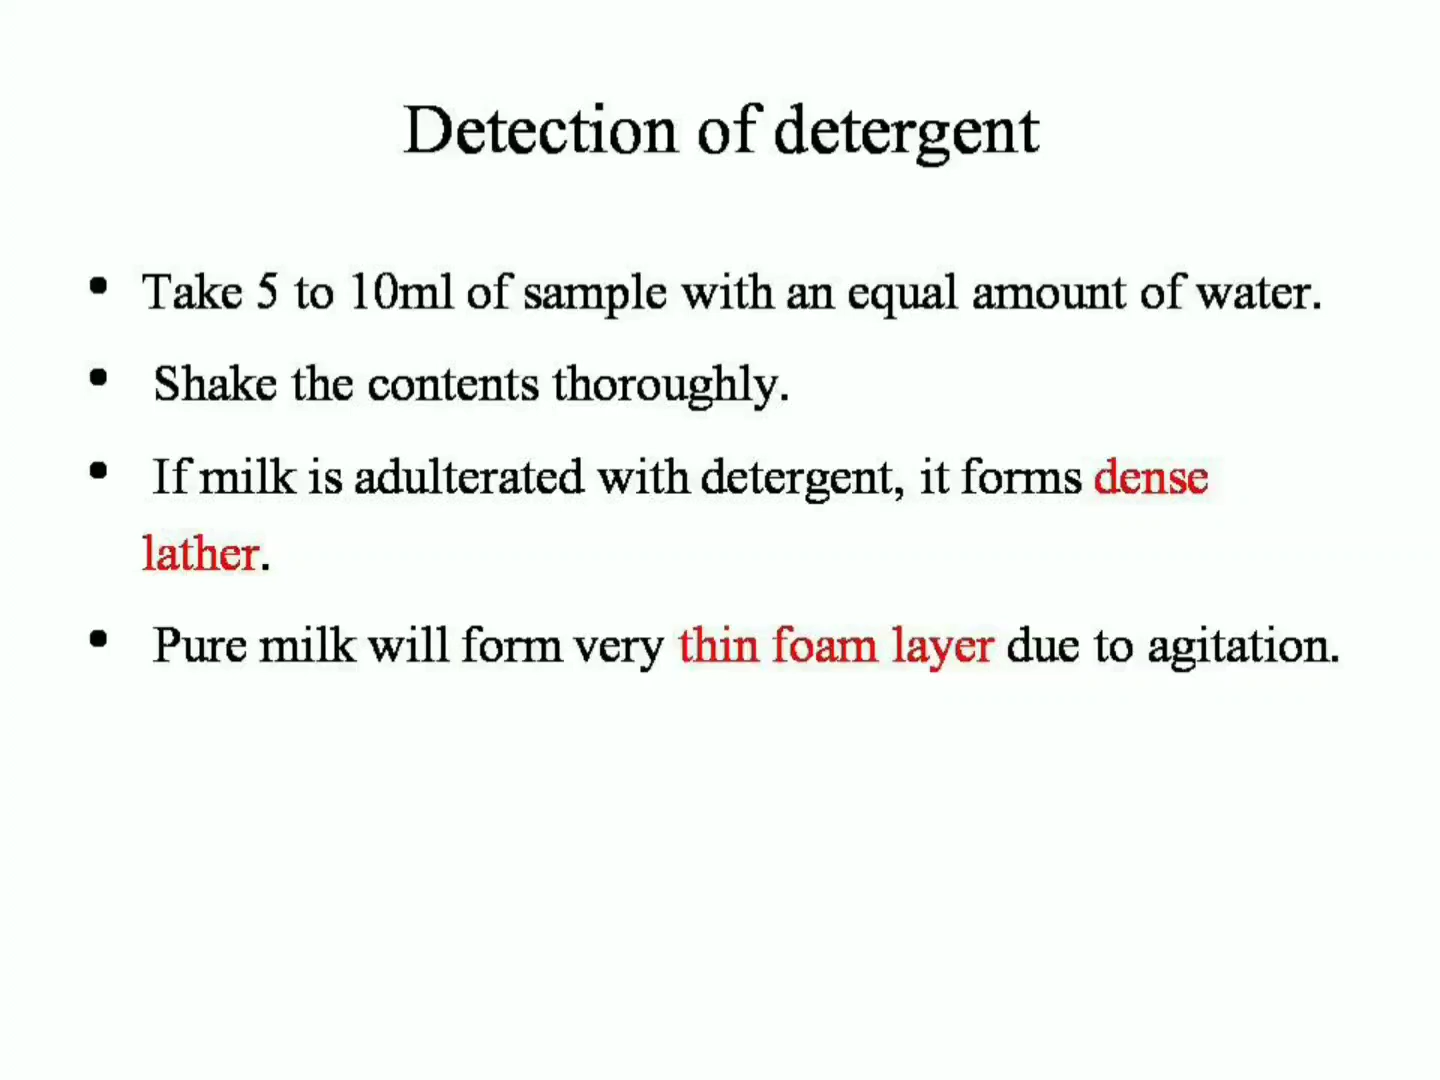 Detection of detergent
• Take 5 to 10ml of sample with an equal amount of water.
• Shake the contents thoroughly.
• If milk is adulterated with detergent, it forms dense
lather.
• Pure milk will form very thin foam layer due to agitation.